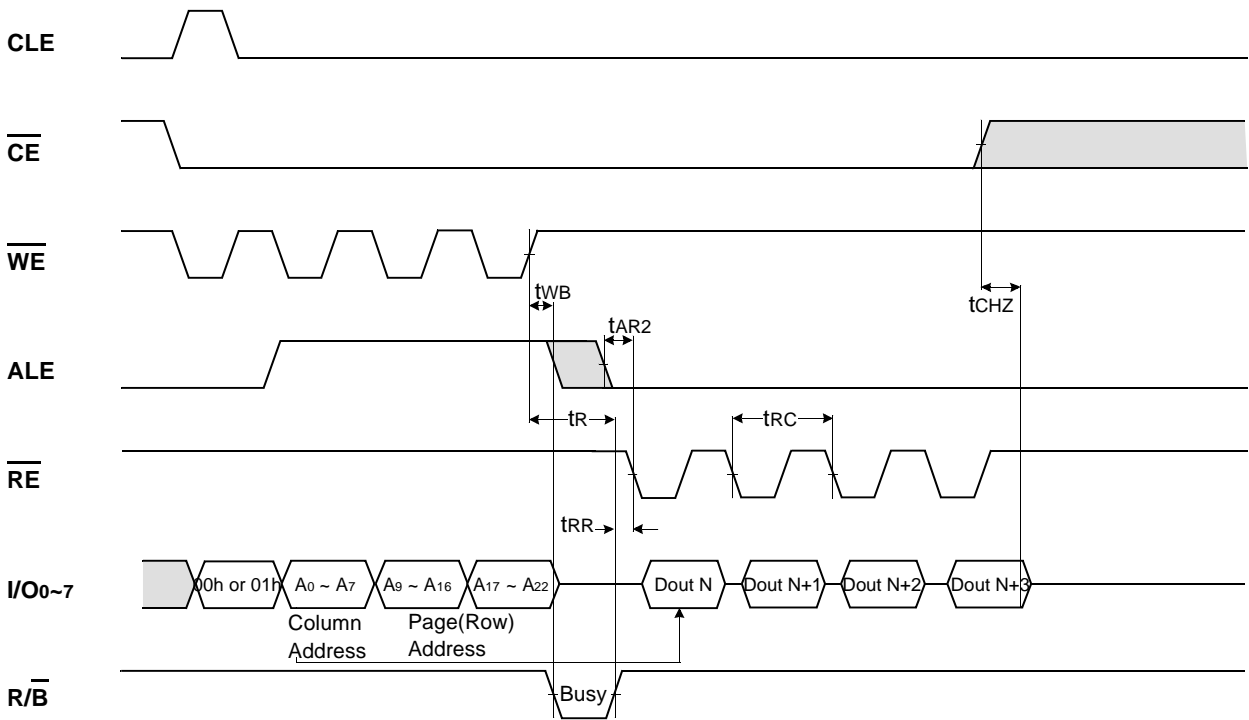 CLE
CE
WE
tWB
tCHZ
tAR2
ALE
tR
tRC
RE
tRR
I/O0~7
00h or 01h
A0 ~ A7
A9 ~ A16
A17 ~ A22
Dout N
Dout N+1
Dout N+2
Dout N+3
Column
Address
Page(Row)
Address
R/B
Busy